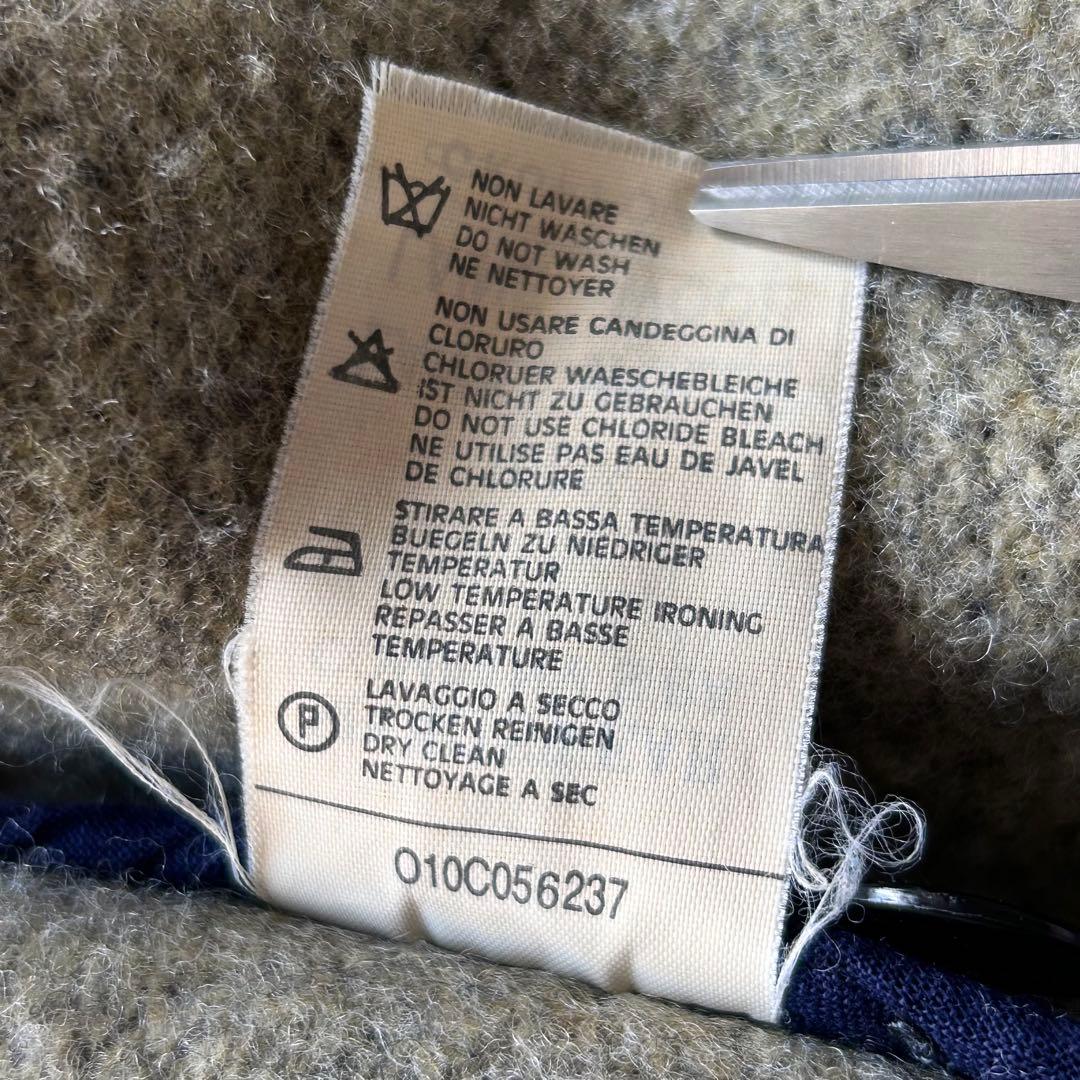 NON LAVARE
NICHT WASCHEN
DO NOT WASH
NE NETTOYER
NON USARE CANDEGGINA DI
CLORURO
CHLORUER WAESCHEBLEICHE
IST NICHT ZU GEBRAUCHEN
DO NOT USE CHLORIDE BLEACH
NE UTILISE PAS EAU DE JAVEL
DE CHLORURE
STIRARE A BASSA TEMPERATURA
BUEGELN ZU NIEDRIGER
TEMPERATUR
LOW TEMPERATURE IRONING
REPASSER A BASSE
TEMPERATURE
P
LAVAGGIO A SECCO
TROCKEN REINIGEN
DRY CLEAN
NETTOYAGE A SEC
O10C056237